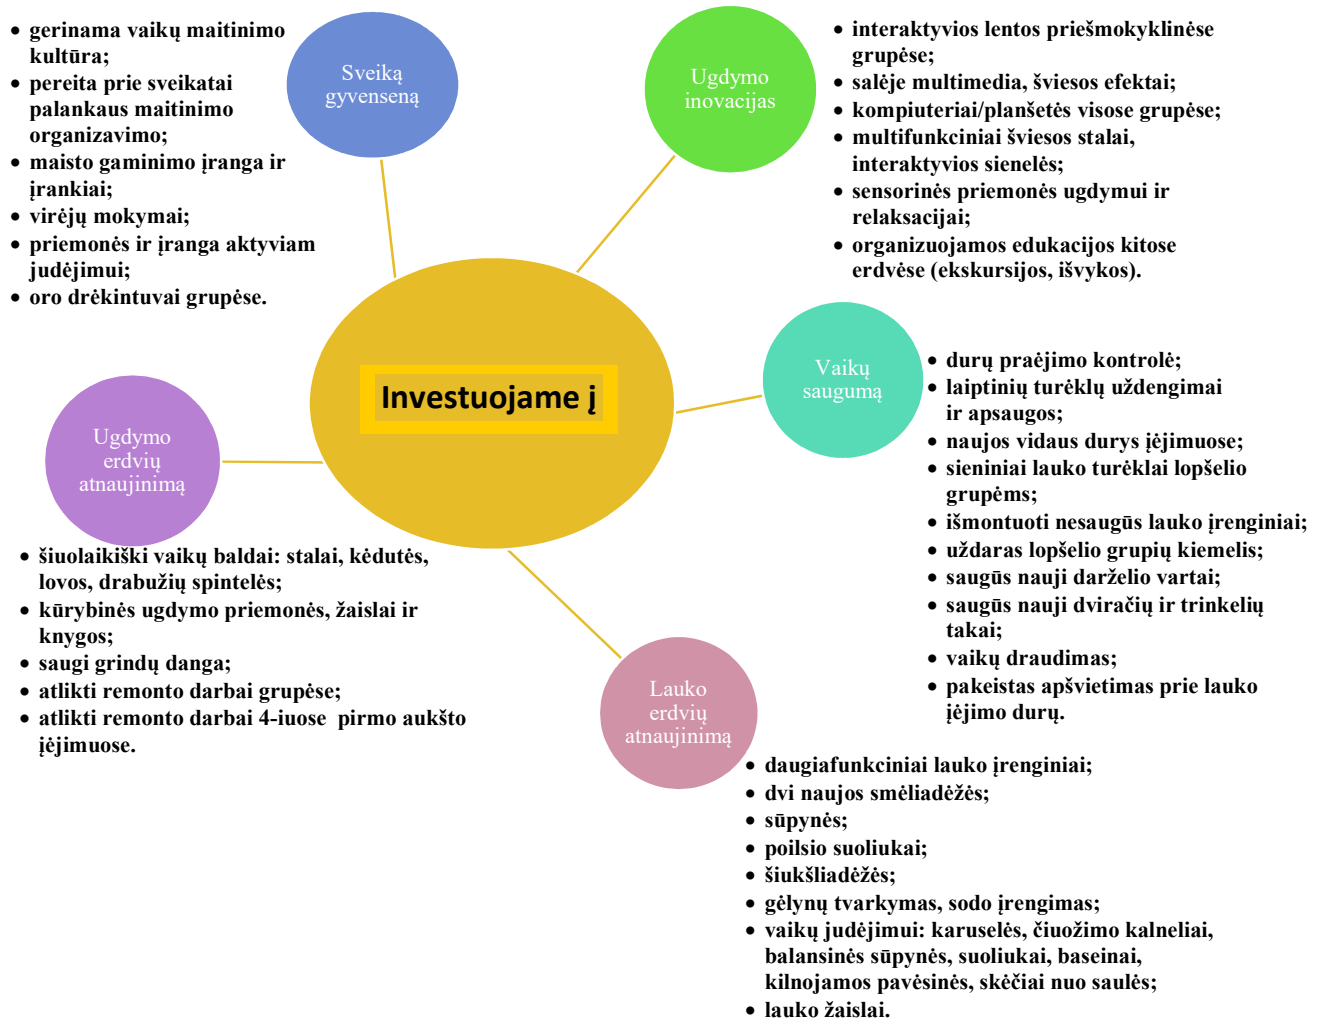 • gerinama vaikų maitinimo
kultūra;
• pereita prie sveikatai
palankaus maitinimo
organizavimo;
• maisto gaminimo įranga ir
įrankiai;
• virėjų mokymai;
• priemonės ir įranga aktyviam
judėjimui;
• oro drėkintuvai grupėse.
Sveiką
gyvenseną
Ugdymo
inovacijas
• interaktyvios lentos priešmokyklinėse
grupėse;
• salėje multimedia, šviesos efektai;
• kompiuteriai/planšetės visose grupėse;
• multifunkciniai šviesos stalai,
interaktyvios sienelės;
• sensorinės priemonės ugdymui ir
relaksacijai;
• organizuojamos edukacijos kitose
erdvėse (ekskursijos, išvykos).
Investuojame į
Vaikų
saugumą
• durų praėjimo kontrolė;
• laiptinių turėklų uždengimai
ir apsaugos;
• naujos vidaus durys įėjimuose;
• sieniniai lauko turėklai lopšelio
grupėms;
• išmontuoti nesaugūs lauko įrenginiai;
• uždaras lopšelio grupių kiemelis;
• saugūs nauji darželio vartai;
• saugūs nauji dviračių ir trinkelių
takai;
• vaikų draudimas;
• pakeistas apšvietimas prie lauko
įėjimo durų.
Ugdymo
erdvių
atnaujinimą
• šiuolaikiški vaikų baldai: stalai, kėdutės,
lovos, drabužių spintelės;
• kūrybinės ugdymo priemonės, žaislai ir
knygos;
• saugi grindų danga;
• atlikti remonto darbai grupėse;
• atlikti remonto darbai 4-iuose  pirmo aukšto
įėjimuose.
Lauko
erdvių
atnaujinimą
• daugiafunkciniai lauko įrenginiai;
• dvi naujos smėliadėžės;
• sūpynės;
• poilsio suoliukai;
• šiukšliadėžės;
• gėlynų tvarkymas, sodo įrengimas;
• vaikų judėjimui: karuselės, čiuožimo kalneliai,
balansinės sūpynės, suoliukai, baseinai,
kilnojamos pavėsinės, skėčiai nuo saulės;
• lauko žaislai.